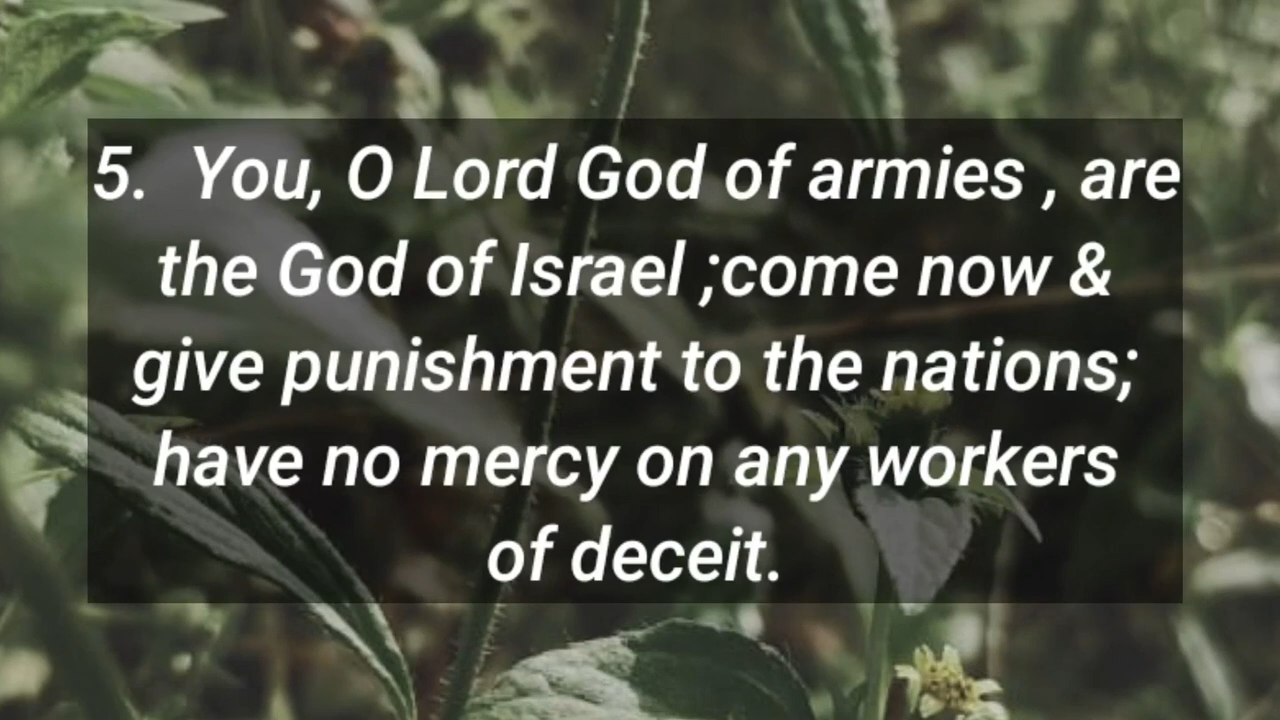 5. You, O Lord God of armies , are
the God of Israel ;come now &
give punishment to the nations;
have no mercy on any workers
of deceit.